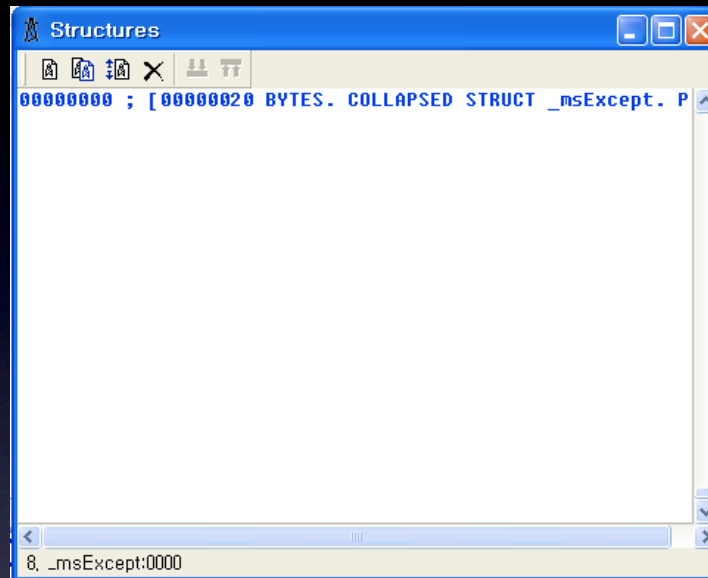 Structures
00000000 ; [00000020 BYTES. COLLAPSED STRUCT _msExcept. P
8, _msExcept:0000